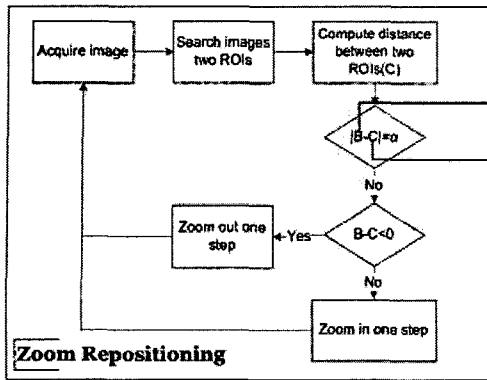 Acquire image
Search images
two ROIs
Compute distance
between two
ROIs(C)
|B-C|=α
No
B-C<0
Yes
Zoom out one
step
No
Zoom in one step
Zoom Repositioning